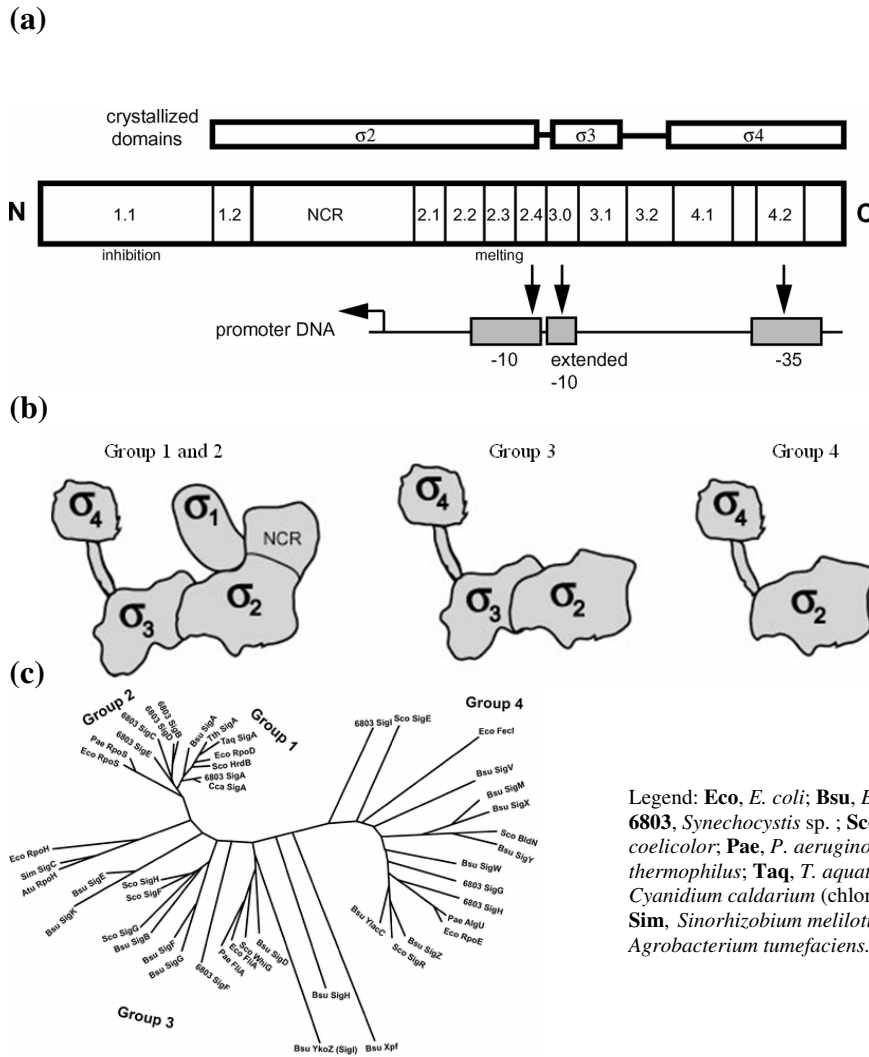 (a)
crystallized
domains
σ2
σ3
σ4
N
1.1
1.2
NCR
2.1
2.2
2.3
2.4
3.0
3.1
3.2
4.1
4.2
inhibition
melting
promoter DNA
-10
extended
-10
-35
(b)
Group 1 and 2
Group 3
Group 4
σ4
σ1
NCR
σ3
σ2
σ4
σ3
σ2
σ4
σ2
(c)
Group 2
Group 1
6803 SigC
6803 SigD
6803 SigB
6803 SigE
Pae RpoS
Eco RpoS
Bsu SigA
Tth SigA
Taq SigA
Eco RpoD
Sco HrdB
6803 SigA
Cca SigA
Group 4
6803 SigI
Sco SigE
Eco FecI
Bsu SigV
Bsu SigM
Bsu SigX
Sco BldN
Bsu SigY
Bsu SigW
6803 SigG
6803 SigH
Pae AlgU
Eco RpoE
Bsu SigZ
Sco SigR
Bsu YlacC
Eco RpoH
Sim SigC
Atu RpoH
Bsu SigE
Bsu SigK
Sco SigH
Sco SigF
Sco SigG
Bsu SigB
Bsu SigF
Bsu SigG
6803 SigF
Pae FliA
Eco FliA
Sco WhiG
Bsu SigD
Bsu SigH
Bsu YkoZ (SigI)
Bsu Xpf
Group 3
Legend: Eco, E. coli; Bsu,
6803, Synechocystis sp. ; Sco
coelicolor; Pae, P. aerugino
thermophilus; Taq, T. aquat
Cyanidium caldarium (chlor
Sim, Sinorhizobium meliloti
Agrobacterium tumefaciens.